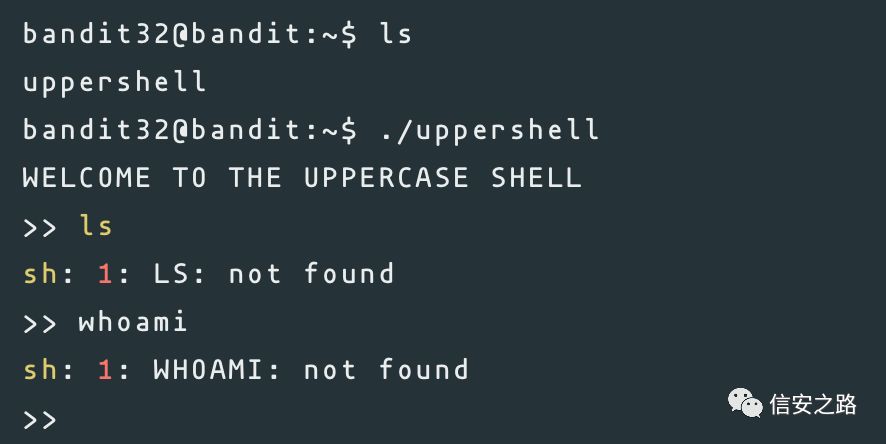 bandit32@bandit:~$ ls
uppershell
bandit32@bandit:~$ ./uppershell
WELCOME TO THE UPPERCASE SHELL
>> ls
sh: 1: LS: not found
>> whoami
sh: 1: WHOAMI: not found
>>
信安之路